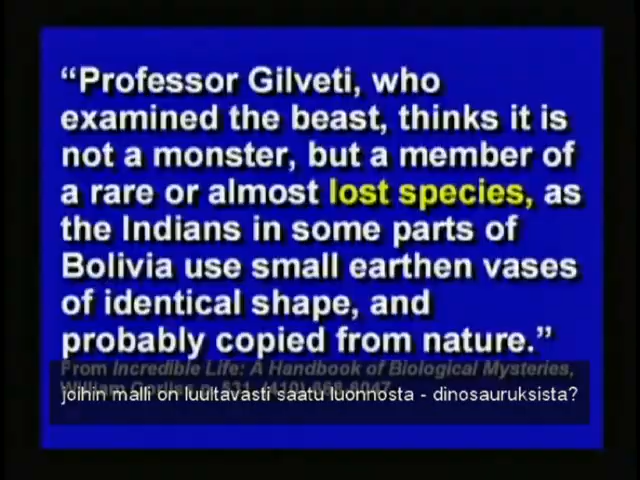 “Professor Gilveti, who
examined the beast, thinks it is
not a monster, but a member of
a rare or almost lost species, as
the Indians in some parts of
Bolivia use small earthen vases
of identical shape, and
probably copied from nature.”
From Incredible Life: A Handbook of Biological Mysteries,
William Corliss
joihin malli on luultavasti saatu luonnosta - dinosauruksista?